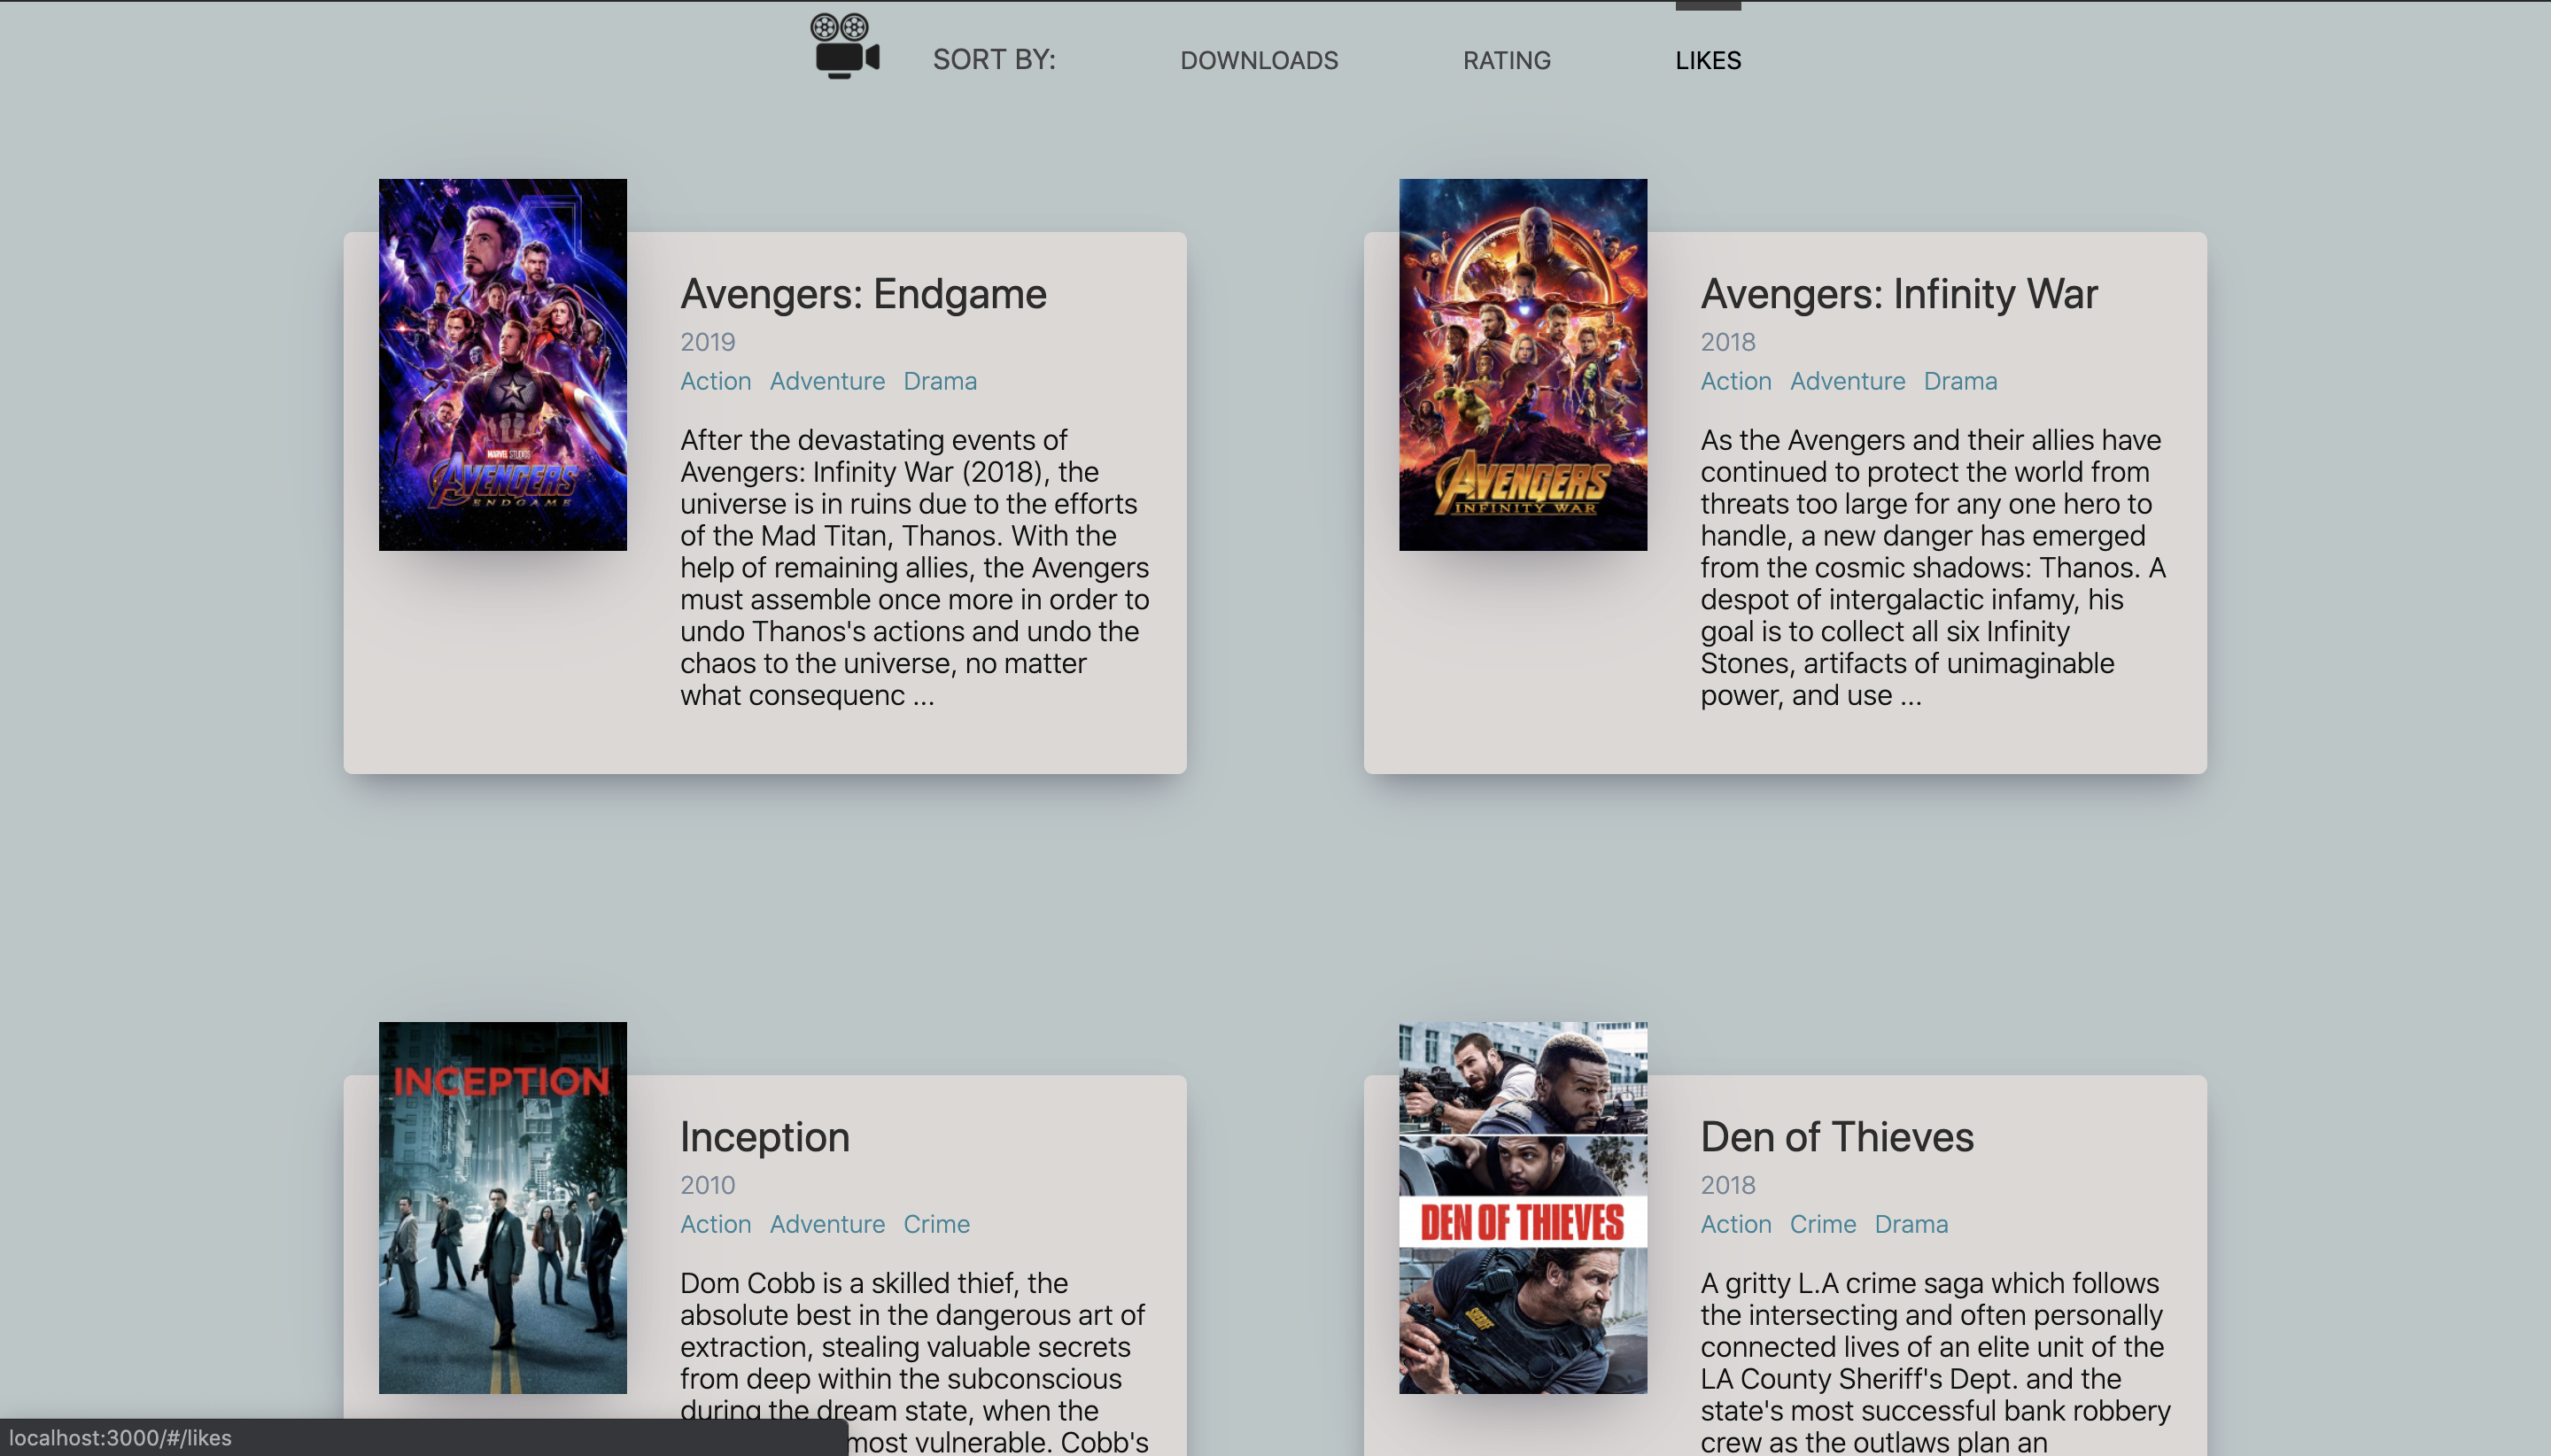 SORT BY: DOWNLOADS RATING LIKES
Avengers: Endgame
2019
Action Adventure Drama
After the devastating events of
Avengers: Infinity War (2018), the
universe is in ruins due to the efforts
of the Mad Titan, Thanos. With the
help of remaining allies, the Avengers
must assemble once more in order to
undo Thanos's actions and undo the
chaos to the universe, no matter
what consequenc ...
MARVEL STUDIOS
AVENGERS
ENDGAME
Avengers: Infinity War
2018
Action Adventure Drama
As the Avengers and their allies have
continued to protect the world from
threats too large for any one hero to
handle, a new danger has emerged
from the cosmic shadows: Thanos. A
despot of intergalactic infamy, his
goal is to collect all six Infinity
Stones, artifacts of unimaginable
power, and use ...
AVENGERS
INFINITY WAR
INCEPTION
Inception
2010
Action Adventure Crime
Dom Cobb is a skilled thief, the
absolute best in the dangerous art of
extraction, stealing valuable secrets
from deep within the subconscious
during the dream state, when the
most vulnerable. Cobb's
DEN OF THIEVES
SHERIFF
Den of Thieves
2018
Action Crime Drama
A gritty L.A crime saga which follows
the intersecting and often personally
connected lives of an elite unit of the
LA County Sheriff's Dept. and the
state's most successful bank robbery
crew as the outlaws plan an
localhost:3000/#/likes